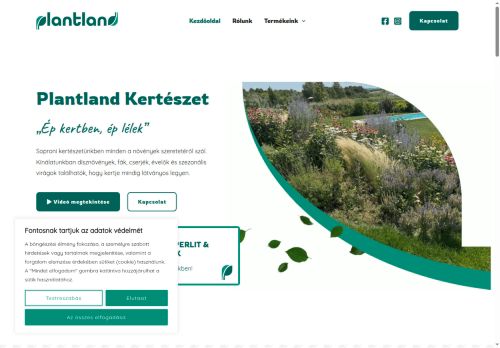 plantland
Kezdőoldal Rólunk Termékeink
Kapcsolat
Plantland Kertészet
„Ép kertben, ép lélek”
Soproni kertészetünkben minden a növények szeretetéről szól.
Kínálatunkban dísznövények, fák, cserjék, évelők és szezonális
virágok találhatók, hogy kertje mindig látványos legyen.
Videó megtekintése Kapcsolat
PERLIT &
Fontosnak tartjuk az adatok védelmét
A böngészési élmény fokozása, a személyre szabott
hirdetések vagy tartalmak megjelenítése, valamint a
forgalom elemzése érdekében sütiket (cookie) használunk.
A "Mindet elfogadom" gombra kattintva hozzájárulhat a
sütik használatához.
Testreszabás Elutasít
Az összes elfogadása